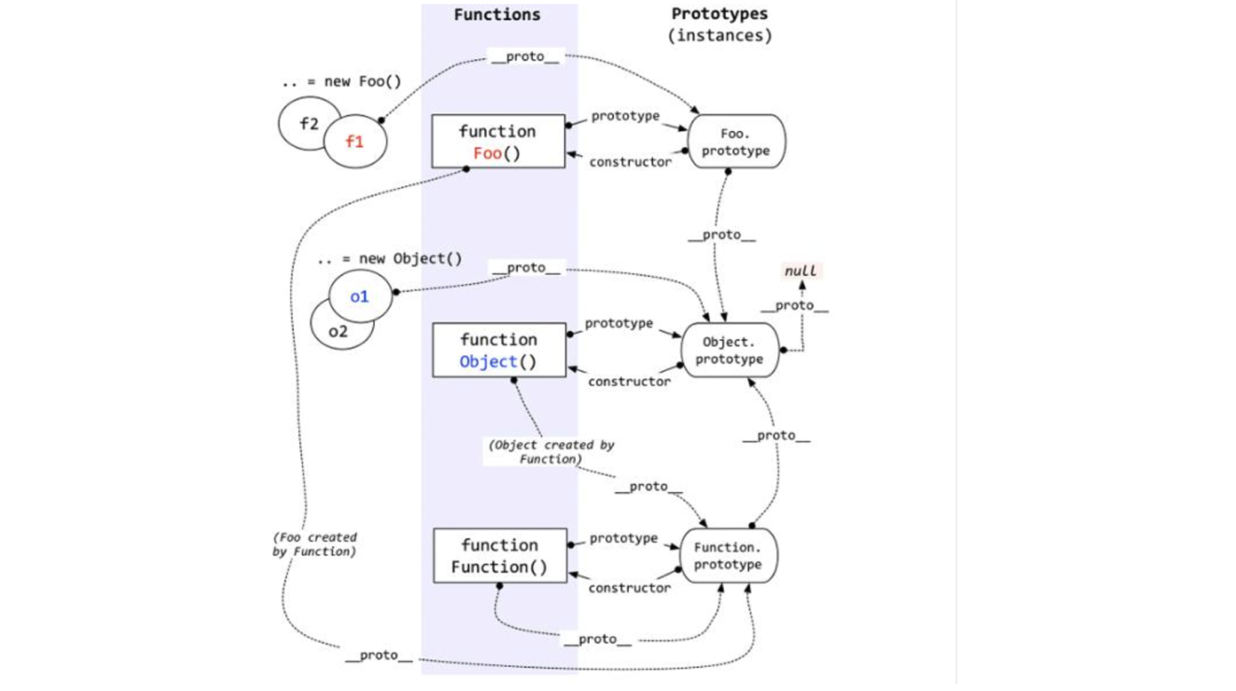 Functions
Prototypes
(instances)
__proto__
.. = new Foo()
f2
f1
function
Foo()
prototype
constructor
Foo.
prototype
__proto__
.. = new Object()
__proto__
null
__proto__
o1
o2
function
Object()
prototype
constructor
Object.
prototype
__proto__
(Object created by
Function)
__proto__
(Foo created
by Function)
function
Function()
prototype
constructor
Function.
prototype
__proto__
__proto__